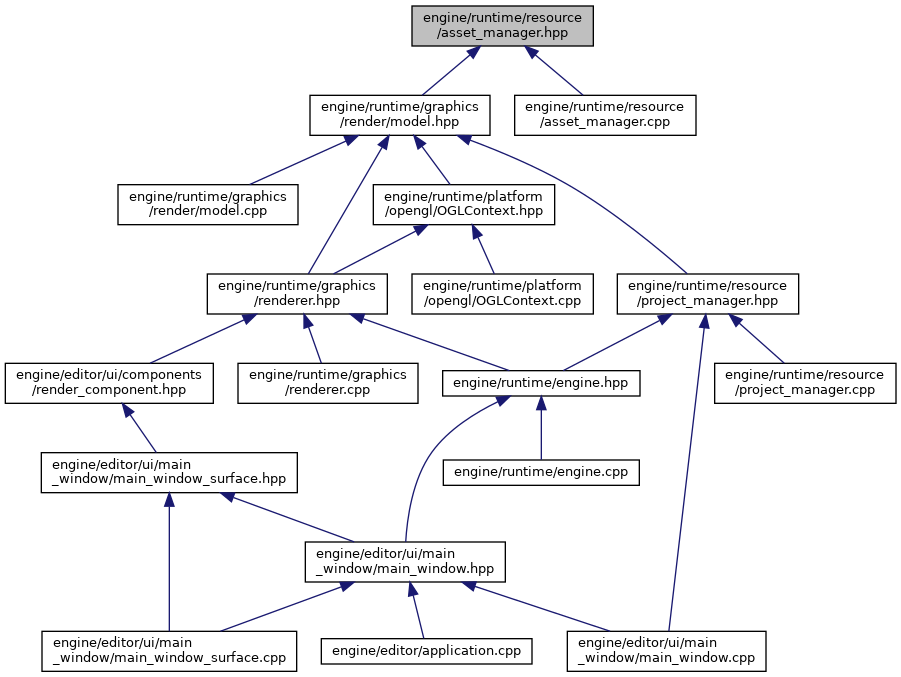 engine/runtime/resource
/asset_manager.hpp
engine/runtime/graphics
/render/model.hpp
engine/runtime/resource
/asset_manager.cpp
engine/runtime/graphics
/render/model.cpp
engine/runtime/platform
/opengl/OGLContext.hpp
engine/runtime/graphics
/renderer.hpp
engine/runtime/platform
/opengl/OGLContext.cpp
engine/runtime/resource
/project_manager.hpp
engine/editor/ui/components
/render_component.hpp
engine/runtime/graphics
/renderer.cpp
engine/runtime/engine.hpp
engine/runtime/resource
/project_manager.cpp
engine/editor/ui/main
_window/main_window_surface.hpp
engine/runtime/engine.cpp
engine/editor/ui/main
_window/main_window.hpp
engine/editor/ui/main
_window/main_window_surface.cpp
engine/editor/application.cpp
engine/editor/ui/main
_window/main_window.cpp